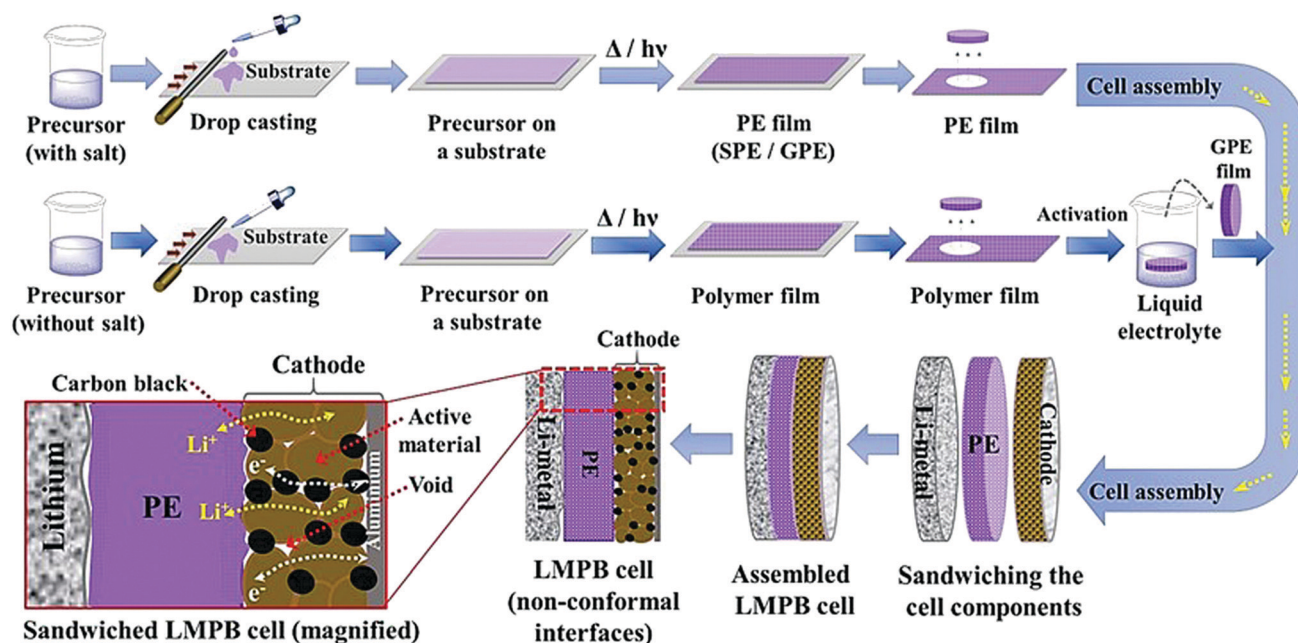 Precursor
(with salt)
Substrate
Drop casting
Precursor on
a substrate
Δ / hν
PE film
(SPE / GPE)
PE film
Cell assembly
Precursor
(without salt)
Substrate
Drop casting
Precursor on
a substrate
Δ / hν
Polymer film
Polymer film
Activation
GPE
film
Liquid
electrolyte
Carbon black
Cathode
Active
material
Void
Lithium
PE
Li⁺
e⁻
Li⁺
e⁻
Aluminum
Sandwiched LMPB cell (magnified)
Cathode
Li-metal
PE
LMPB cell
(non-conformal
interfaces)
Assembled
LMPB cell
Li-metal
PE
Cathode
Sandwiching the
cell components
Cell assembly